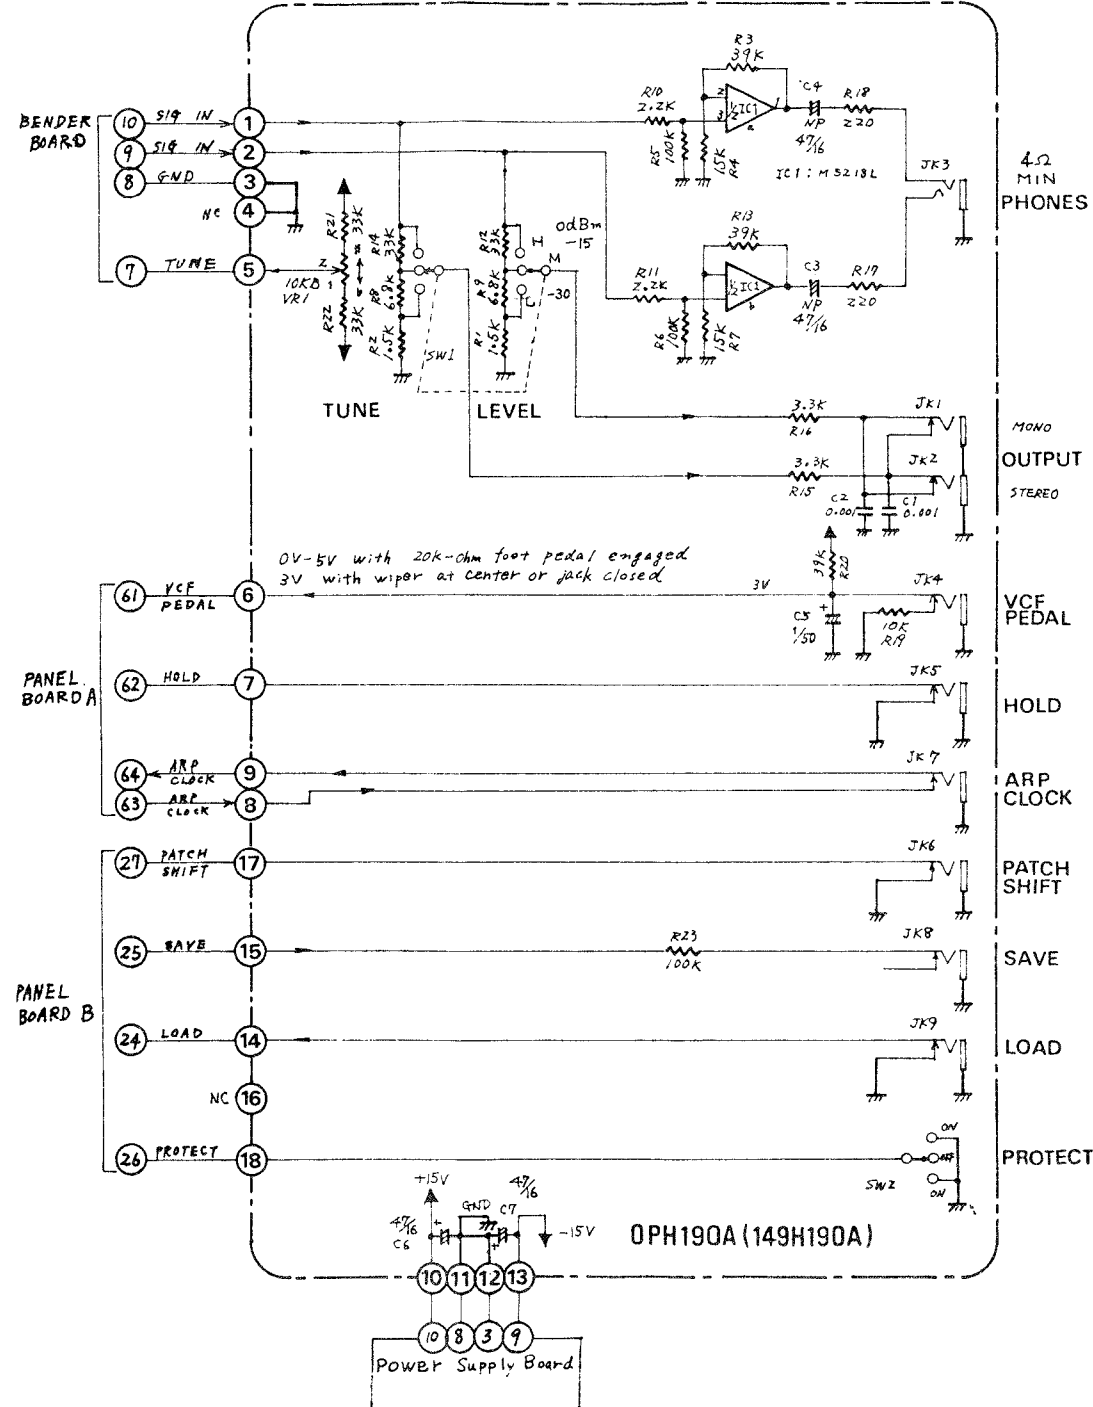 BENDER
BOARD
10 SIG IN 1
9 SIG IN 2
8 GND 3
NC 4
7 TUNE 5
R21
33K
2
10KB
VR1
1
R22
33K
TUNE
R14
33K
R8
6.8K
R2
1.5K
SW1
R12
33K
R9
6.8K
R1
1.5K
LEVEL
H
M
0dBm
-15
-30
R10
2.2K
R5
100K
R3
39K
2
3
1
1/2 IC1
a
15K
R4
C4
NP
47/16
R18
220
IC1 : M5218L
JK3
4Ω
MIN
PHONES
R11
2.2K
R6
100K
R13
39K
1/2 IC1
b
15K
R7
C3
NP
47/16
R17
220
3.3K
R16
JK1
MONO
OUTPUT
3.3K
R15
JK2
STEREO
C2
0.001
C1
0.001
0V-5V with 20k-Ohm foot pedal engaged
3V with wiper at center or jack closed
PANEL
BOARD A
61 VCF
PEDAL 6
3V
39K
R20
C5
1/50
+
JK4
10K
R19
VCF
PEDAL
62 HOLD 7
JK5
HOLD
64 ARP
CLOCK 9
JK7
ARP
CLOCK
63 ARP
CLOCK 8
PANEL
BOARD B
27 PATCH
SHIFT 17
JK6
PATCH
SHIFT
25 SAVE 15
R23
100K
JK8
SAVE
24 LOAD 14
JK9
LOAD
NC 16
26 PROTECT 18
ON
OFF
ON
SW2
PROTECT
+15V
47/16
C6
+
GND
C7
47/16
+
-15V
OPH190A(149H190A)
10 11 12 13
10 8 3 9
Power Supply Board